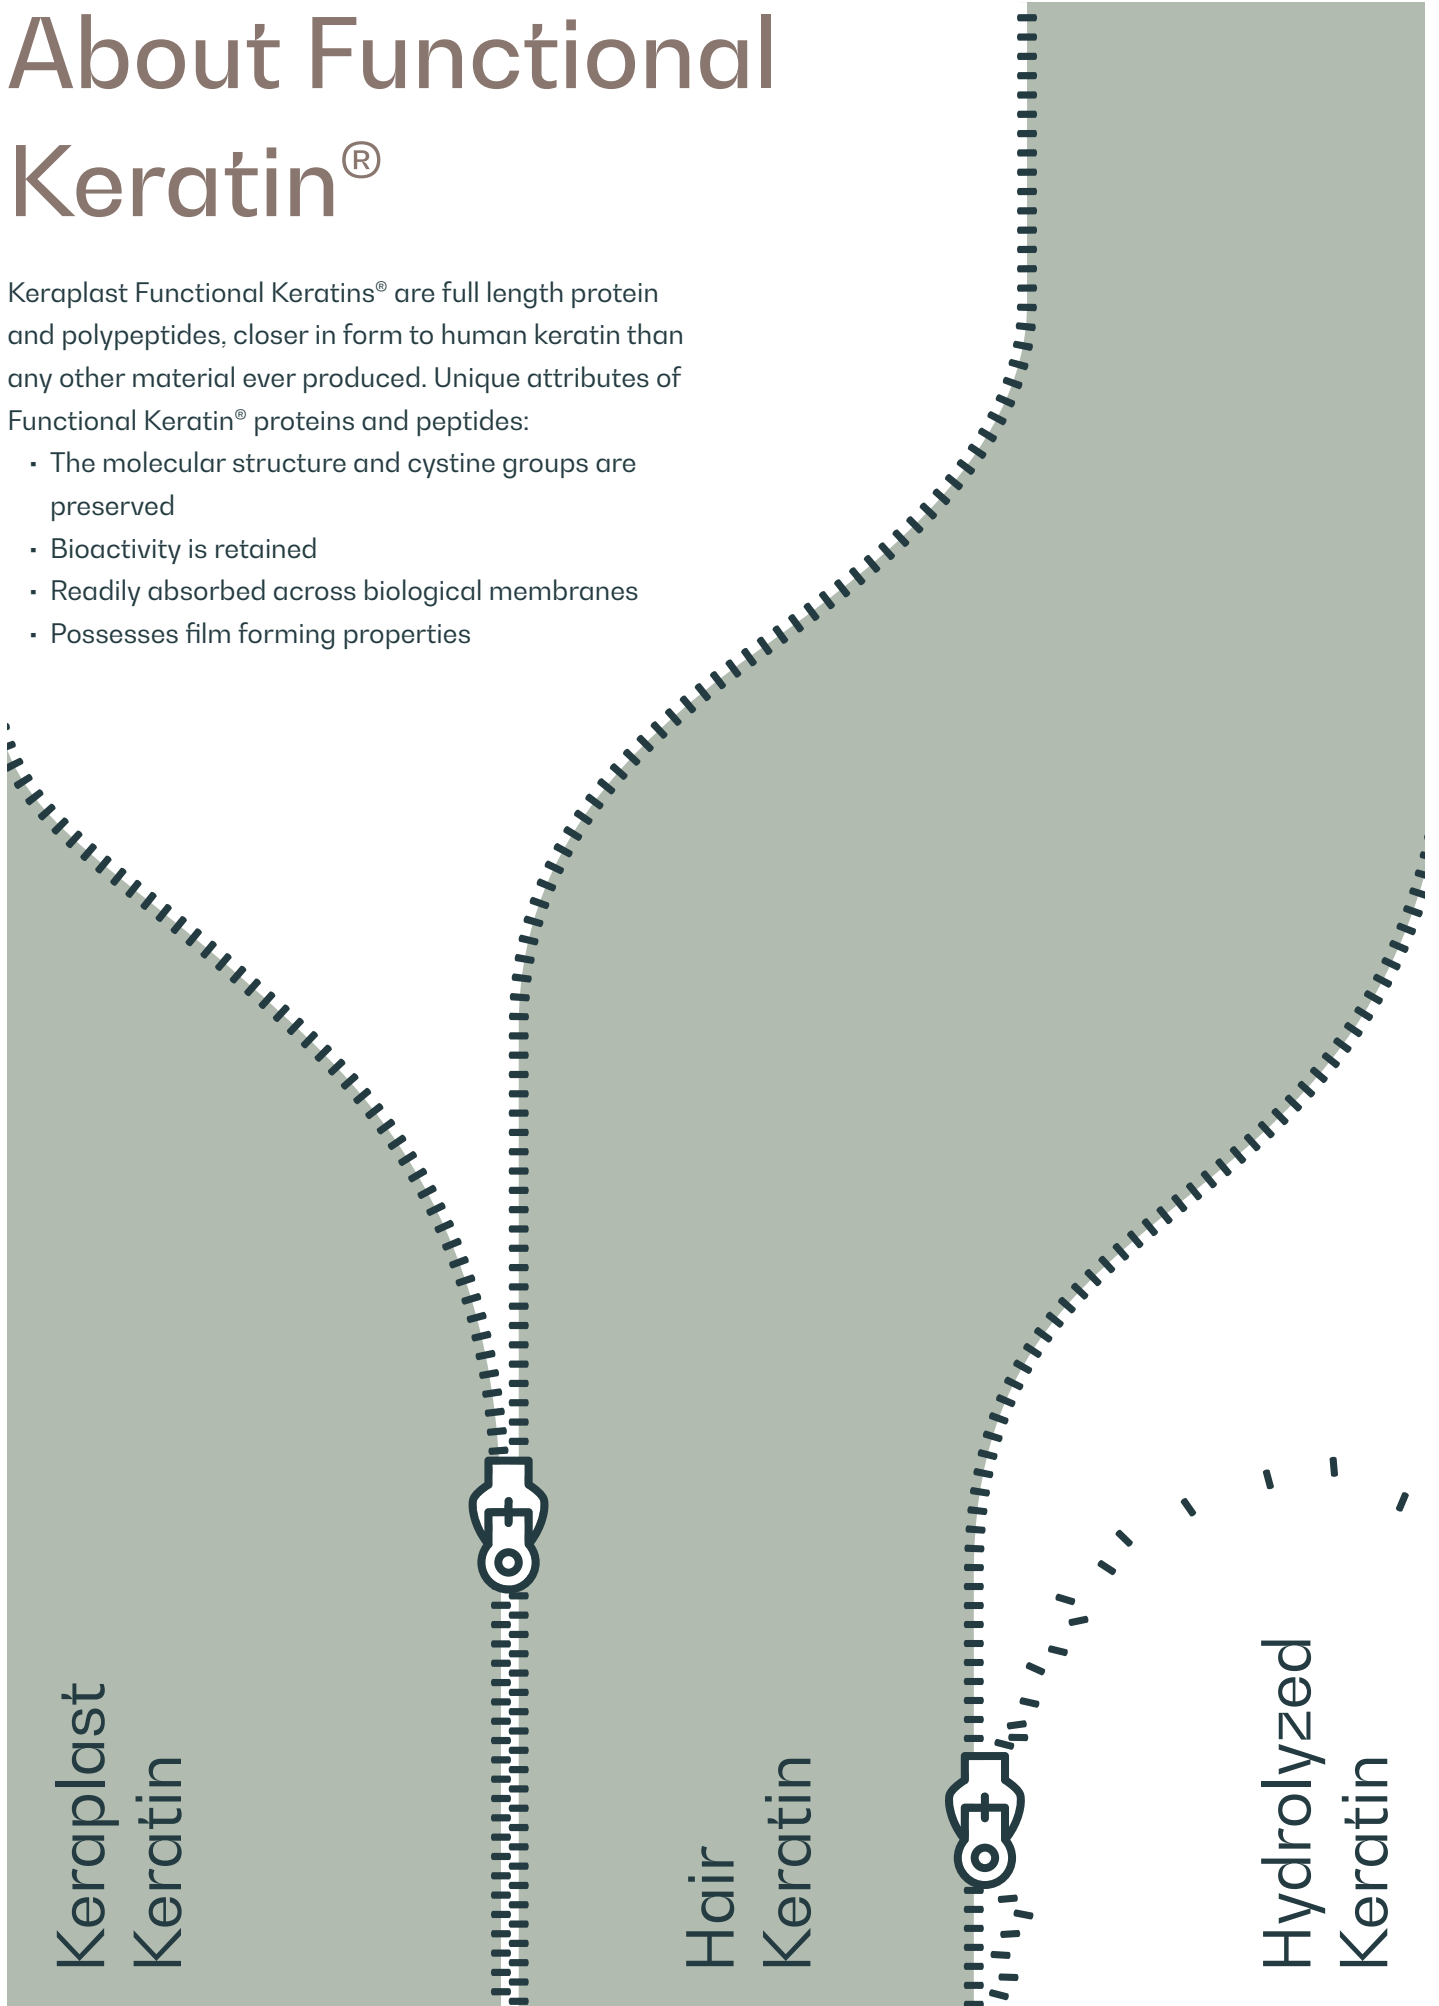 About Functional
Keratin®
Keraplast Functional Keratins® are full length protein
and polypeptides, closer in form to human keratin than
any other material ever produced. Unique attributes of
Functional Keratin® proteins and peptides:
• The molecular structure and cystine groups are
preserved
• Bioactivity is retained
• Readily absorbed across biological membranes
• Possesses film forming properties
Keraplast
Keratin
Hair
Keratin
Hydrolyzed
Keratin